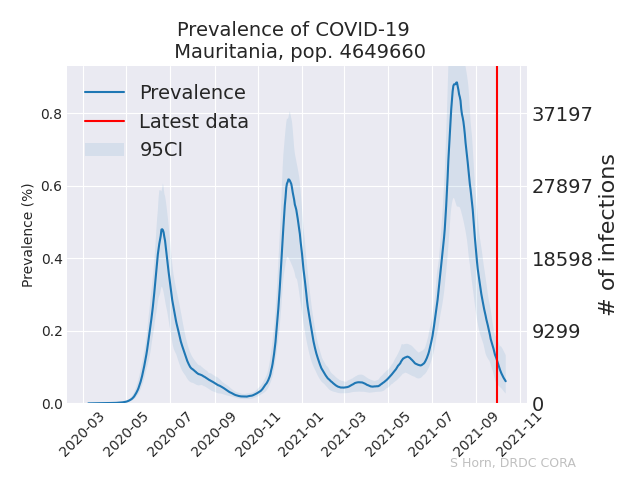 Prevalence of COVID-19
Mauritania, pop. 4649660
Prevalence
Latest data
95CI
Prevalence (%)
0.8
0.6
0.4
0.2
0.0
37197
27897
18598
9299
0
# of infections
2020-03
2020-05
2020-07
2020-09
2020-11
2021-01
2021-03
2021-05
2021-07
2021-09
2021-11
S Horn, DRDC CORA